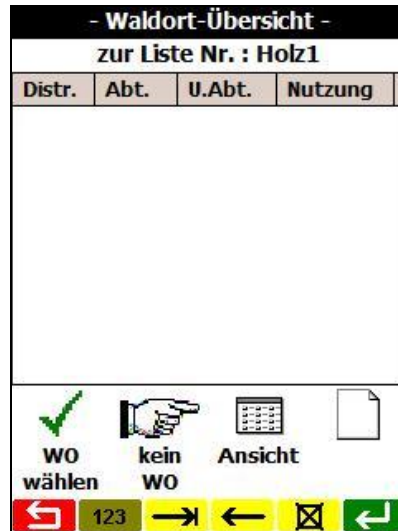 - Waldort-Übersicht -
zur Liste Nr. : Holz1
Distr. Abt. U.Abt. Nutzung
WO wählen kein WO Ansicht
123